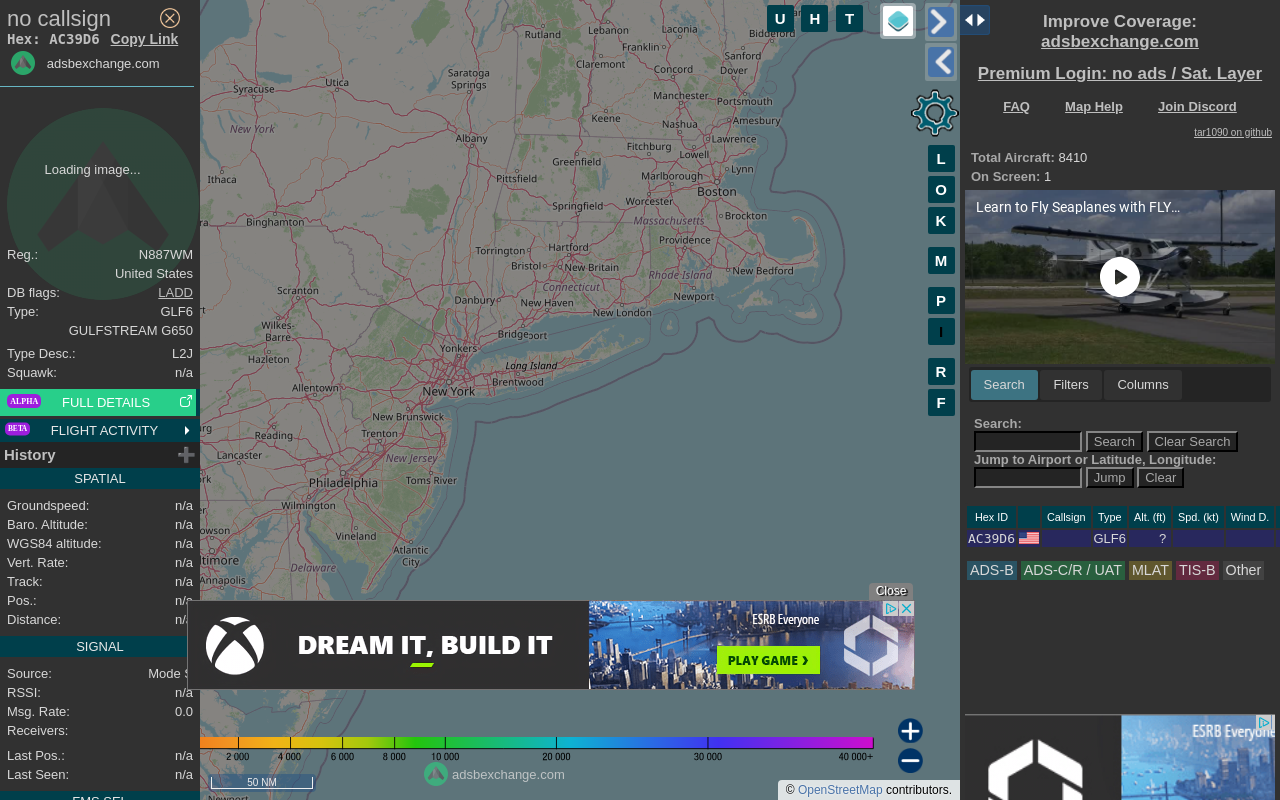 no callsign
Hex: AC39D6 Copy Link
adsbexchange.com
Loading image...
Reg.: N887WM
United States
DB flags: LADD
Type: GLF6
GULFSTREAM G650
Type Desc.: L2J
Squawk: n/a
ALPHA FULL DETAILS
BETA FLIGHT ACTIVITY
History
SPATIAL
Groundspeed: n/a
Baro. Altitude: n/a
WGS84 altitude: n/a
Vert. Rate: n/a
Track: n/a
Pos.: n/a
Distance: n/a
SIGNAL
Source: Mode S
RSSI: n/a
Msg. Rate: 0.0
Receivers:
Last Pos.: n/a
Last Seen: n/a
FMS SEL
U H T
L
O
K
M
P
I
R
F
Rutland
Lebanon
Laconia
Biddeford
Franklin
Sanford
Claremont
Concord
Dover
Saratoga
Springs
Utica
Syracuse
Manchester
Portsmouth
Keene
Nashua
Amesbury
New York
Albany
Fitchburg
Lawrence
Greenfield
Lowell
Ithaca
Pittsfield
Marlborough
Lynn
Boston
Springfield
Worcester
Binghamton
Massachusetts
Brockton
Torrington
Hartford
Providence
Bristol
New Britain
Rhode Island
New Bedford
Connecticut
Scranton
Danbury
New Haven
Newport
New London
Wilkes-
Barre
Bridgeport
Hazleton
Yonkers
Long Island
Brentwood
Allentown
New York
New Brunswick
Reading
Trenton
Lancaster
New Jersey
Toms River
Philadelphia
Wilmington
Vineland
Atlantic
City
Annapolis
Delaware
Newport
Close
DREAM IT, BUILD IT
ESRB Everyone
PLAY GAME ❯
2 000 4 000 6 000 8 000 10 000 20 000 30 000 40 000+
adsbexchange.com
50 NM
© OpenStreetMap contributors.
Improve Coverage:
adsbexchange.com
Premium Login: no ads / Sat. Layer
FAQ Map Help Join Discord
tar1090 on github
Total Aircraft: 8410
On Screen: 1
Learn to Fly Seaplanes with FLY...
Search Filters Columns
Search:
Search Clear Search
Jump to Airport or Latitude, Longitude:
Jump Clear
Hex ID Callsign Type Alt. (ft) Spd. (kt) Wind D.
AC39D6 GLF6 ?
ADS-B ADS-C/R / UAT MLAT TIS-B Other
ESRB Everyone